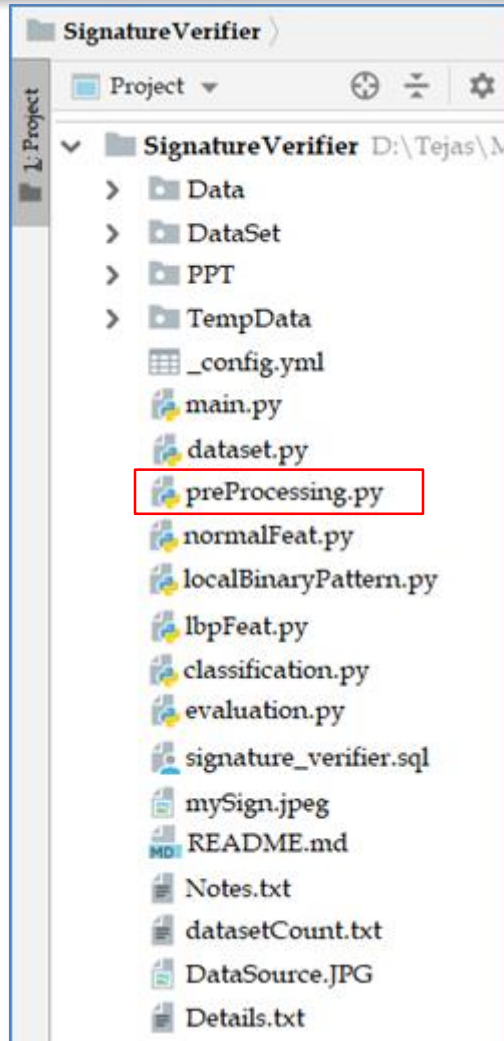 SignatureVerifier
1: Project
Project
SignatureVerifier D:\Tejas\M
Data
DataSet
PPT
TempData
_config.yml
main.py
dataset.py
preProcessing.py
normalFeat.py
localBinaryPattern.py
lbpFeat.py
classification.py
evaluation.py
signature_verifier.sql
mySign.jpeg
MD README.md
Notes.txt
datasetCount.txt
DataSource.JPG
Details.txt